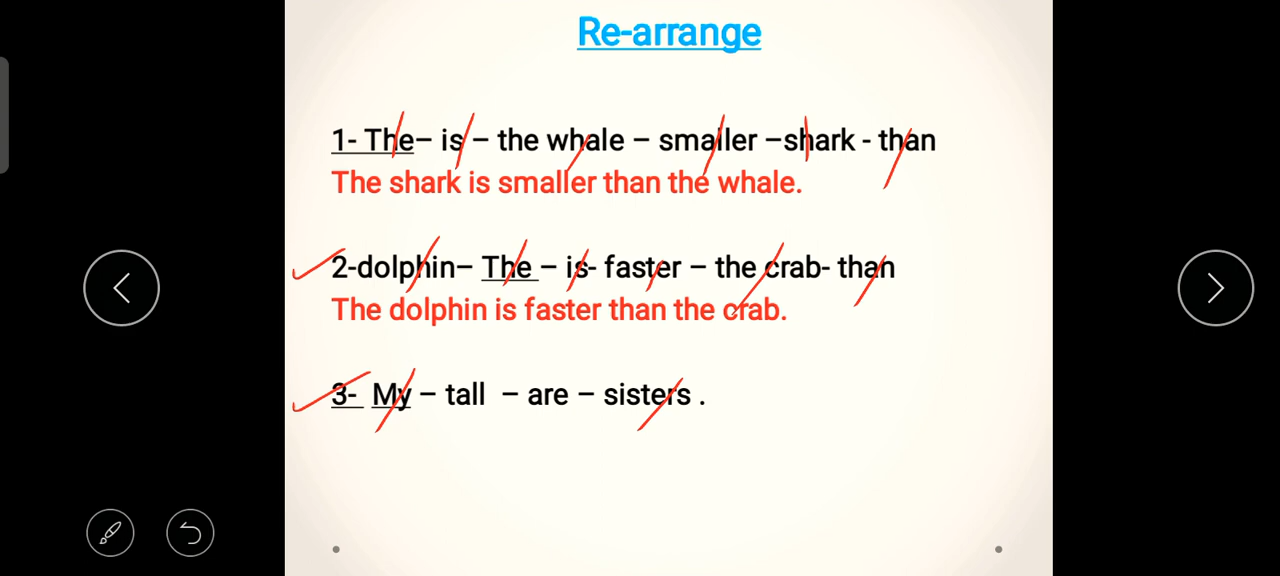 Re-arrange
1- The– is – the whale – smaller –shark - than
The shark is smaller than the whale.
2-dolphin– The – is- faster – the crab- than
The dolphin is faster than the crab.
3- My – tall – are – sisters .